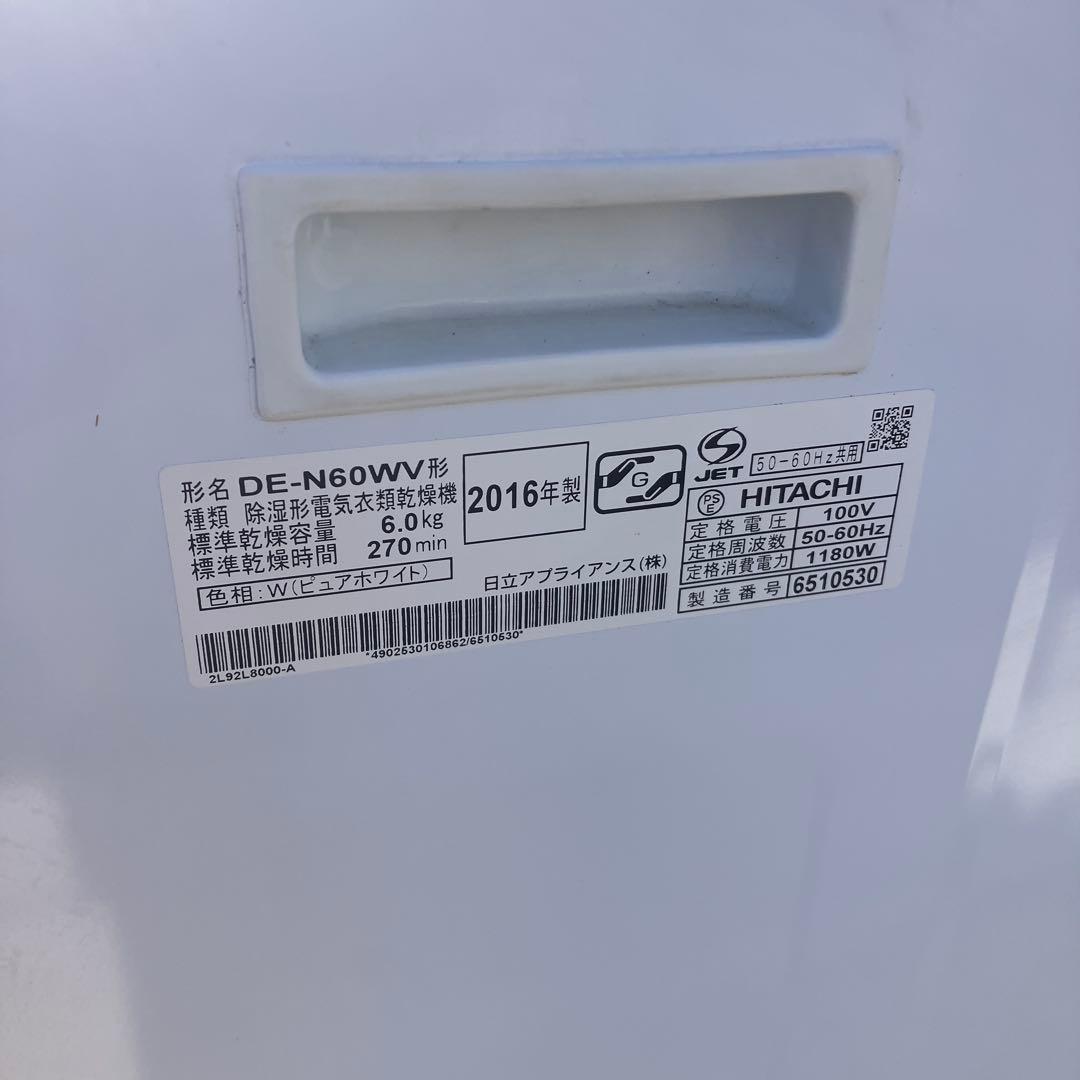 形名 DE-N60WV形
種類 除湿形電気衣類乾燥機
標準乾燥容量 6.0kg
標準乾燥時間 270min
色相:W(ピュアホワイト)
2016年製
G
JET
50-60Hz共用
PS
E
HITACHI
定格電圧 100V
定格周波数 50-60Hz
定格消費電力 1180W
製造番号 6510530
日立アプライアンス(株)
*4902530106862/6510530*
2L92L8000-A